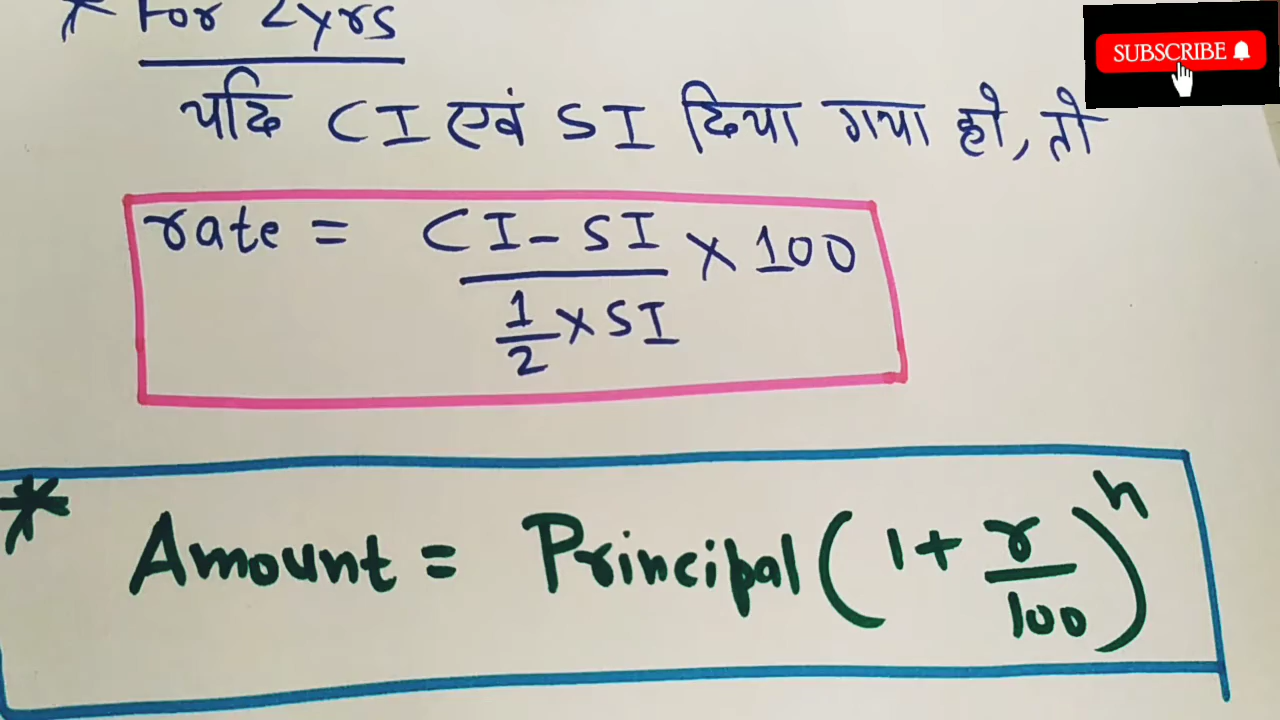 * For 2yrs
SUBSCRIBE
यदि CI एवं SI दिया गया हो, तो
rate = CI - SI / 1/2 × SI × 100
* Amount = Principal ( 1 + r/100 )^n